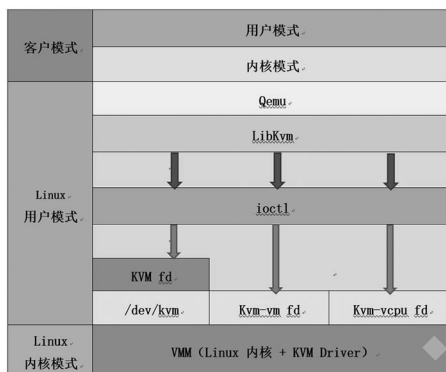 客户模式
用户模式
内核模式
Linux
用户模式
Qemu
LibKvm
ioctl
KVM fd
/dev/kvm
Kvm-vm fd
Kvm-vcpu fd
Linux
内核模式
VMM（Linux 内核 + KVM Driver）